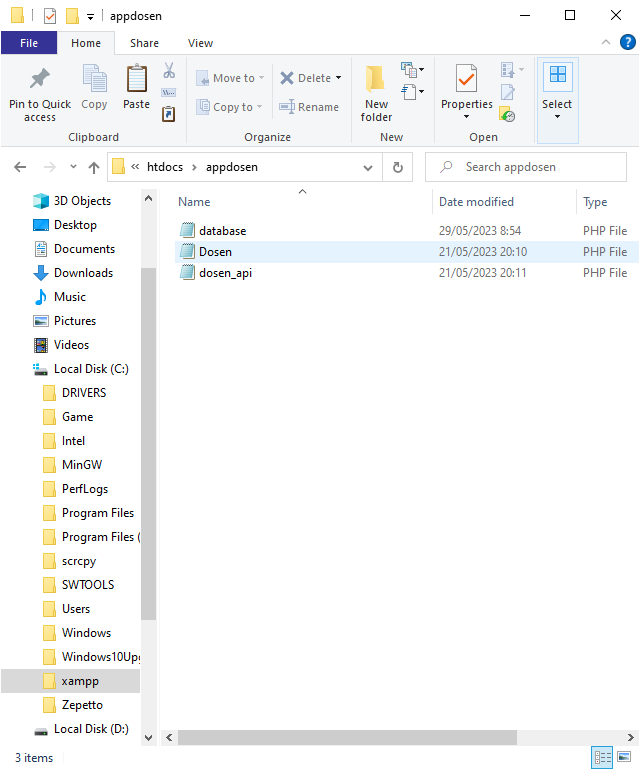 appdosen
File Home Share View
Pin to Quick access
Copy
Paste
Clipboard
Move to
Copy to
Delete
Rename
Organize
New folder
New
Properties
Open
Select
« htdocs › appdosen
Search appdosen
3D Objects
Desktop
Documents
Downloads
Music
Pictures
Videos
Local Disk (C:)
DRIVERS
Game
Intel
MinGW
PerfLogs
Program Files
Program Files (
scrcpy
SWTOOLS
Users
Windows
Windows10Upg
xampp
Zepetto
Local Disk (D:)
Name Date modified Type
database 29/05/2023 8:54 PHP File
Dosen 21/05/2023 20:10 PHP File
dosen_api 21/05/2023 20:11 PHP File
3 items